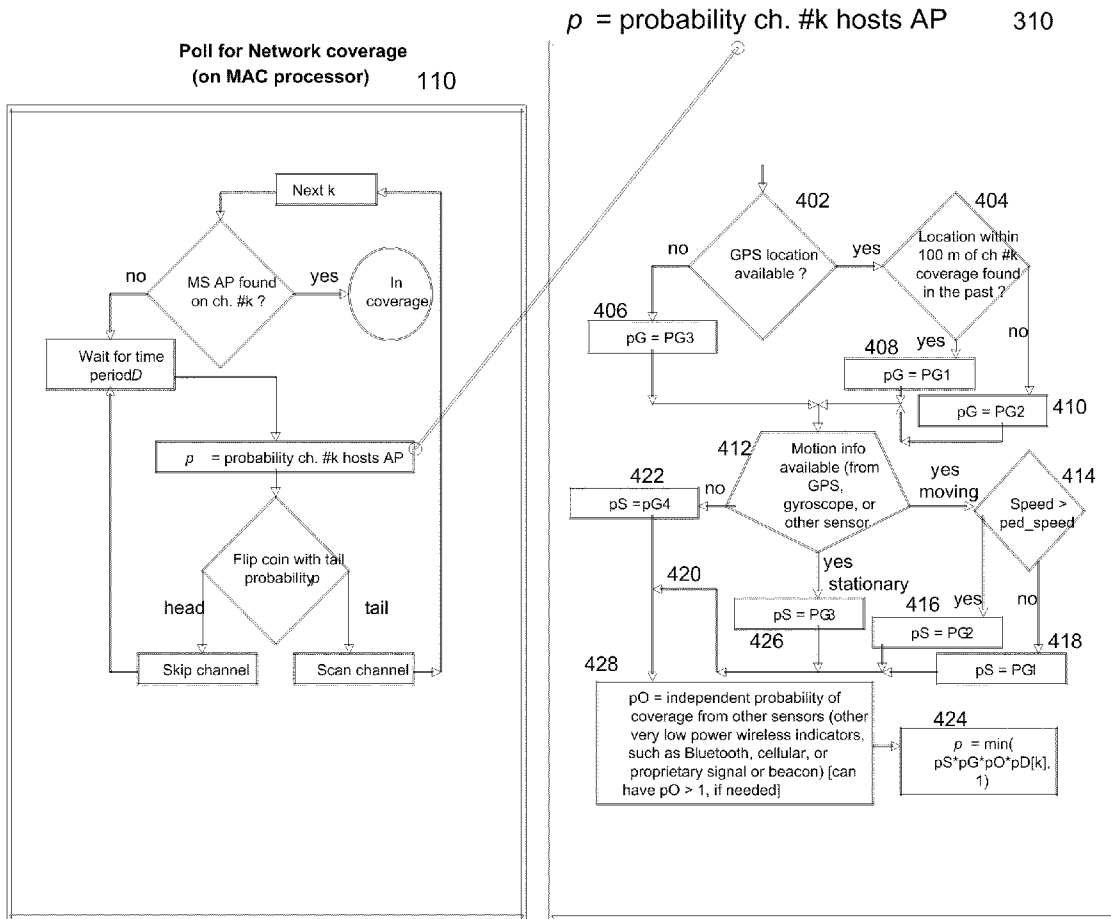 p = probability ch. #k hosts AP 310
Poll for Network coverage
(on MAC processor) 110
Next k
no
MS AP found
on ch. #k ?
yes
In
coverage
Wait for time
periodD
p = probability ch. #k hosts AP
Flip coin with tail
probabilityp
head
tail
Skip channel
Scan channel
402
404
no
GPS location
available ?
yes
Location within
100 m of ch #k
coverage found
in the past ?
406
pG = PG3
408
yes
no
pG = PG1
pG = PG2
410
412
Motion info
available (from
GPS,
gyroscope, or
other sensor
422
no
pS =pG4
yes
moving
414
Speed >
ped_speed
420
yes
stationary
pS = PG3
426
416
yes
no
pS = PG2
418
pS = PG1
428
pO = independent probability of
coverage from other sensors (other
very low power wireless indicators,
such as Bluetooth, cellular, or
proprietary signal or beacon) [can
have pO > 1, if needed]
424
p = min(
pS*pG*pO*pD[k],
1)